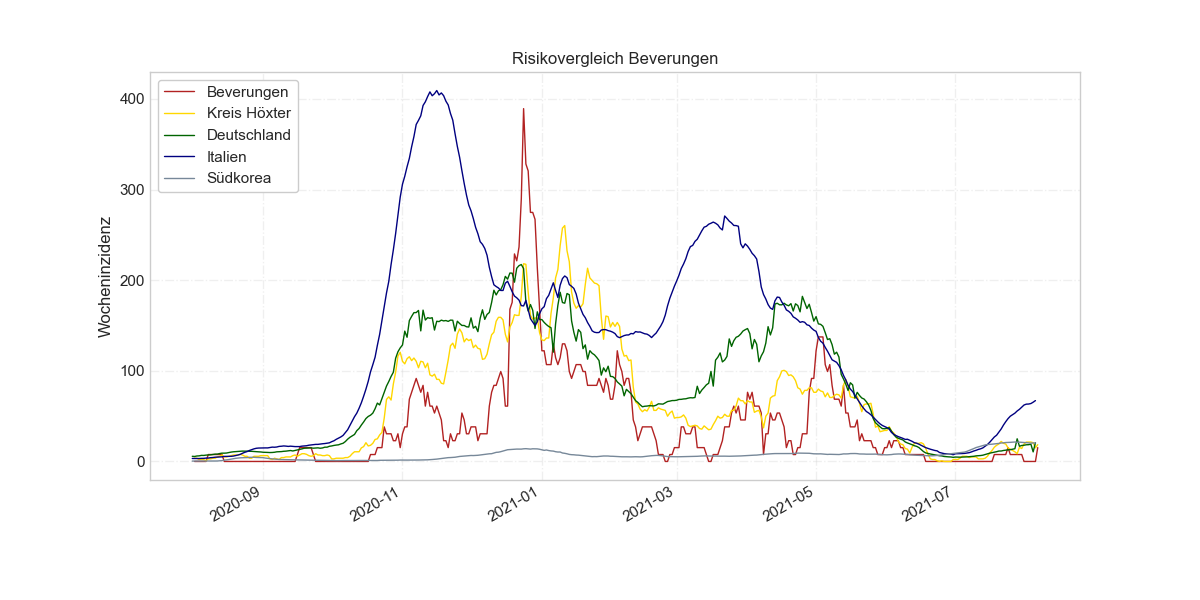 Risikovergleich Beverungen
Beverungen
Kreis Höxter
Deutschland
Italien
Südkorea
Wocheninzidenz
400
300
200
100
0
2020-09
2020-11
2021-01
2021-03
2021-05
2021-07